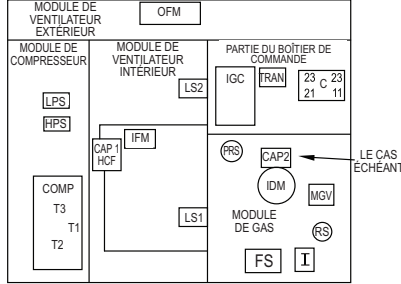 MODULE DE
VENTILATEUR
EXTÉRIEUR
OFM
MODULE DE
COMPRESSEUR
LPS
HPS
COMP
T3
T1
T2
MODULE DE
VENTILATEUR
INTÉRIEUR
LS2
IFM
CAP 1
HCF
LS1
PARTIE DU BOÎTIER DE
COMMANDE
IGC
TRAN
23 C 23
21 11
PRS
CAP2
LE CAS
ÉCHÉANT
IDM
MGV
MODULE
DE GAS
RS
FS
I